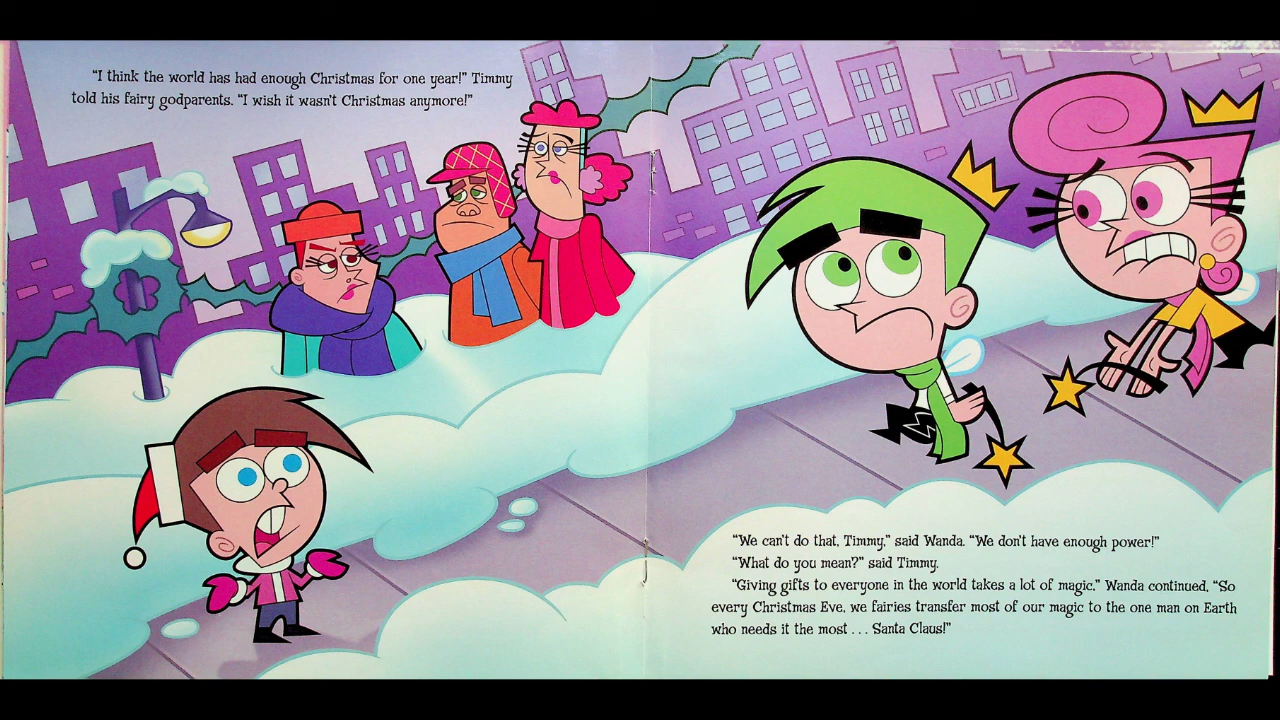 “I think the world has had enough Christmas for one year!” Timmy
told his fairy godparents. “I wish it wasn’t Christmas anymore!”
“We can’t do that, Timmy,” said Wanda. “We don’t have enough power!”
“What do you mean?” said Timmy.
“Giving gifts to everyone in the world takes a lot of magic,” Wanda continued, “So
every Christmas Eve, we fairies transfer most of our magic to the one man on Earth
who needs it the most . . . Santa Claus!”